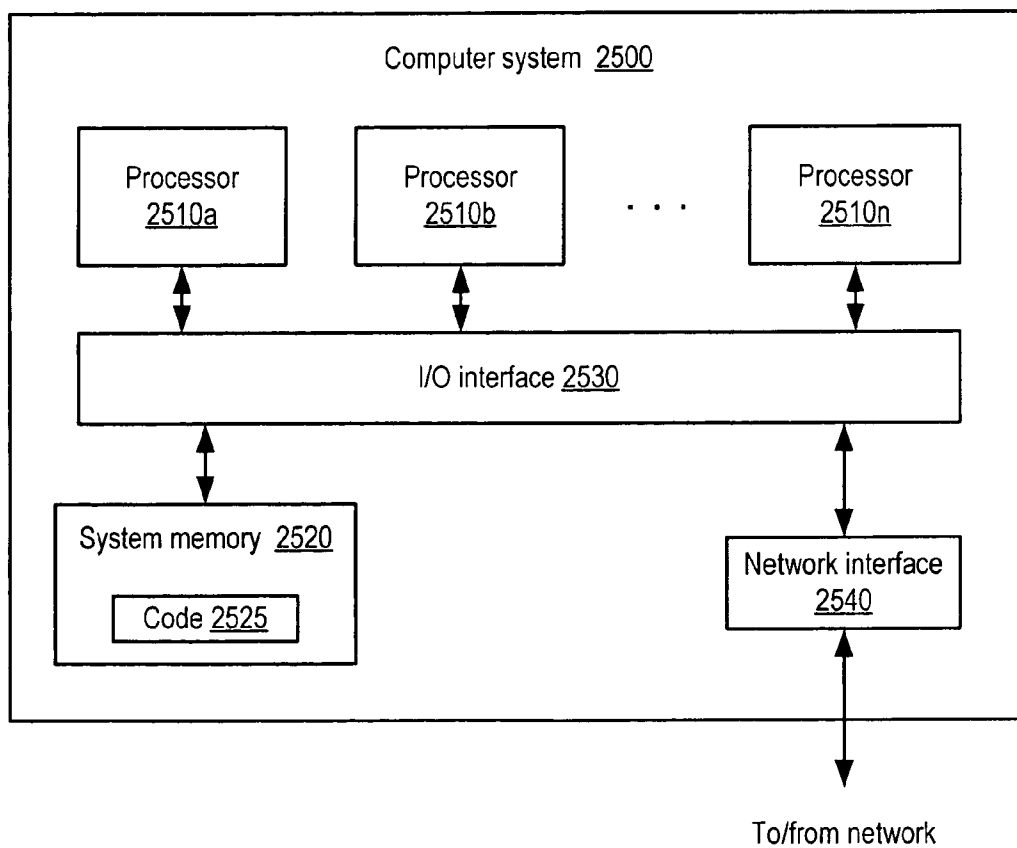 Computer system 2500
Processor
2510a
Processor
2510b
. . .
Processor
2510n
I/O interface 2530
System memory 2520
Code 2525
Network interface
2540
To/from network